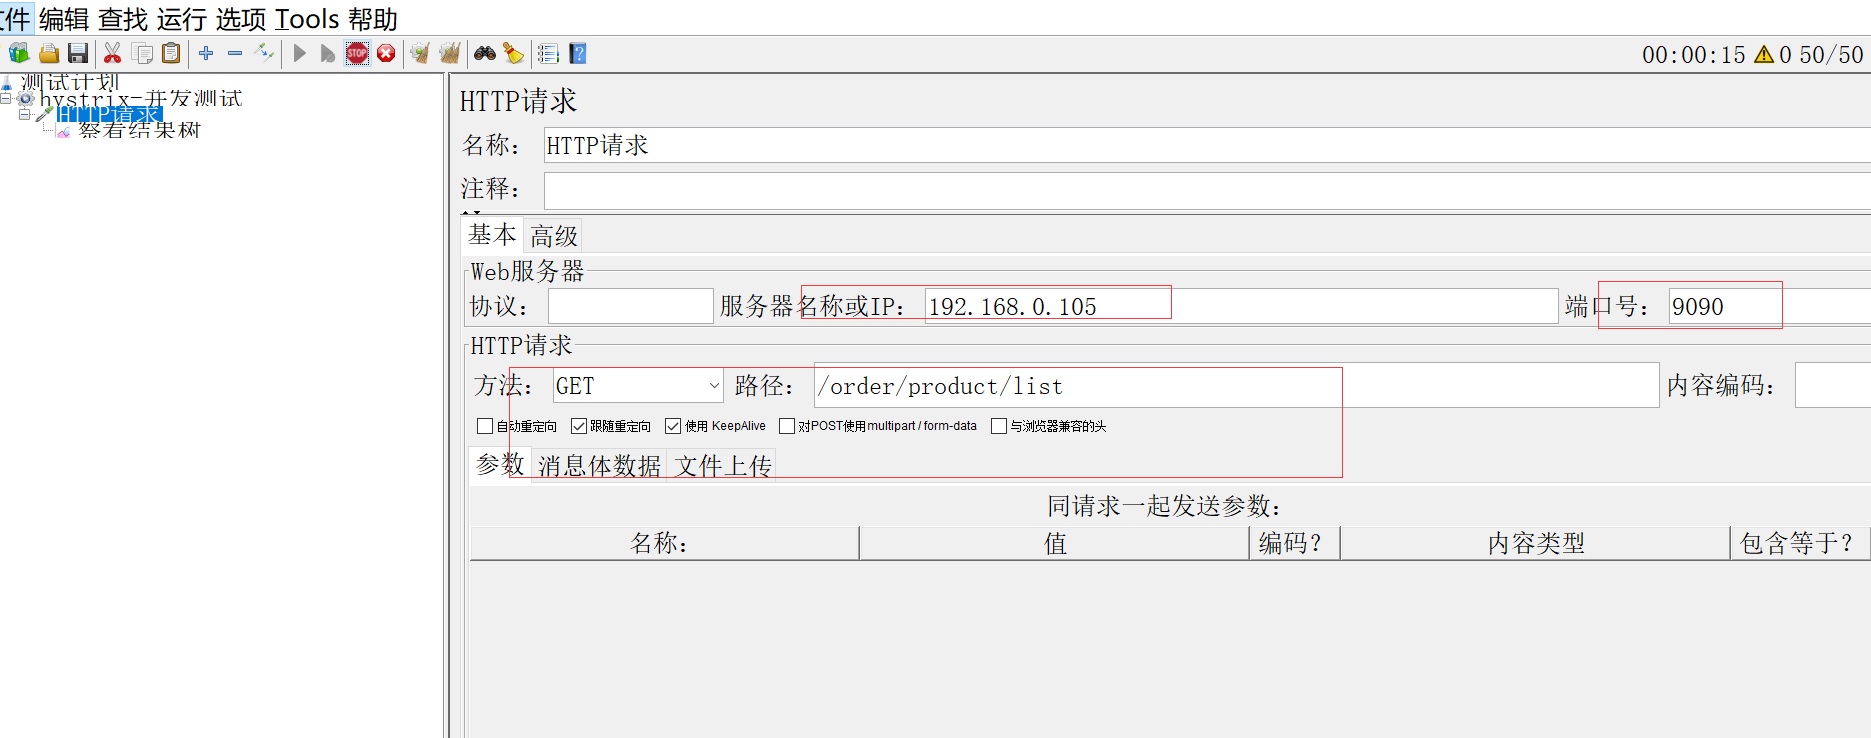 文件 编辑 查找 运行 选项 Tools 帮助
STOP
00:00:15 0 50/50
测试计划
hystrix-并发测试
HTTP请求
察看结果树
HTTP请求
名称： HTTP请求
注释：
基本 高级
Web服务器
协议： 服务器名称或IP： 192.168.0.105 端口号： 9090
HTTP请求
方法： GET 路径： /order/product/list 内容编码：
自动重定向 跟随重定向 使用 KeepAlive 对POST使用multipart / form-data 与浏览器兼容的头
参数 消息体数据 文件上传
同请求一起发送参数：
名称： 值 编码？ 内容类型 包含等于？